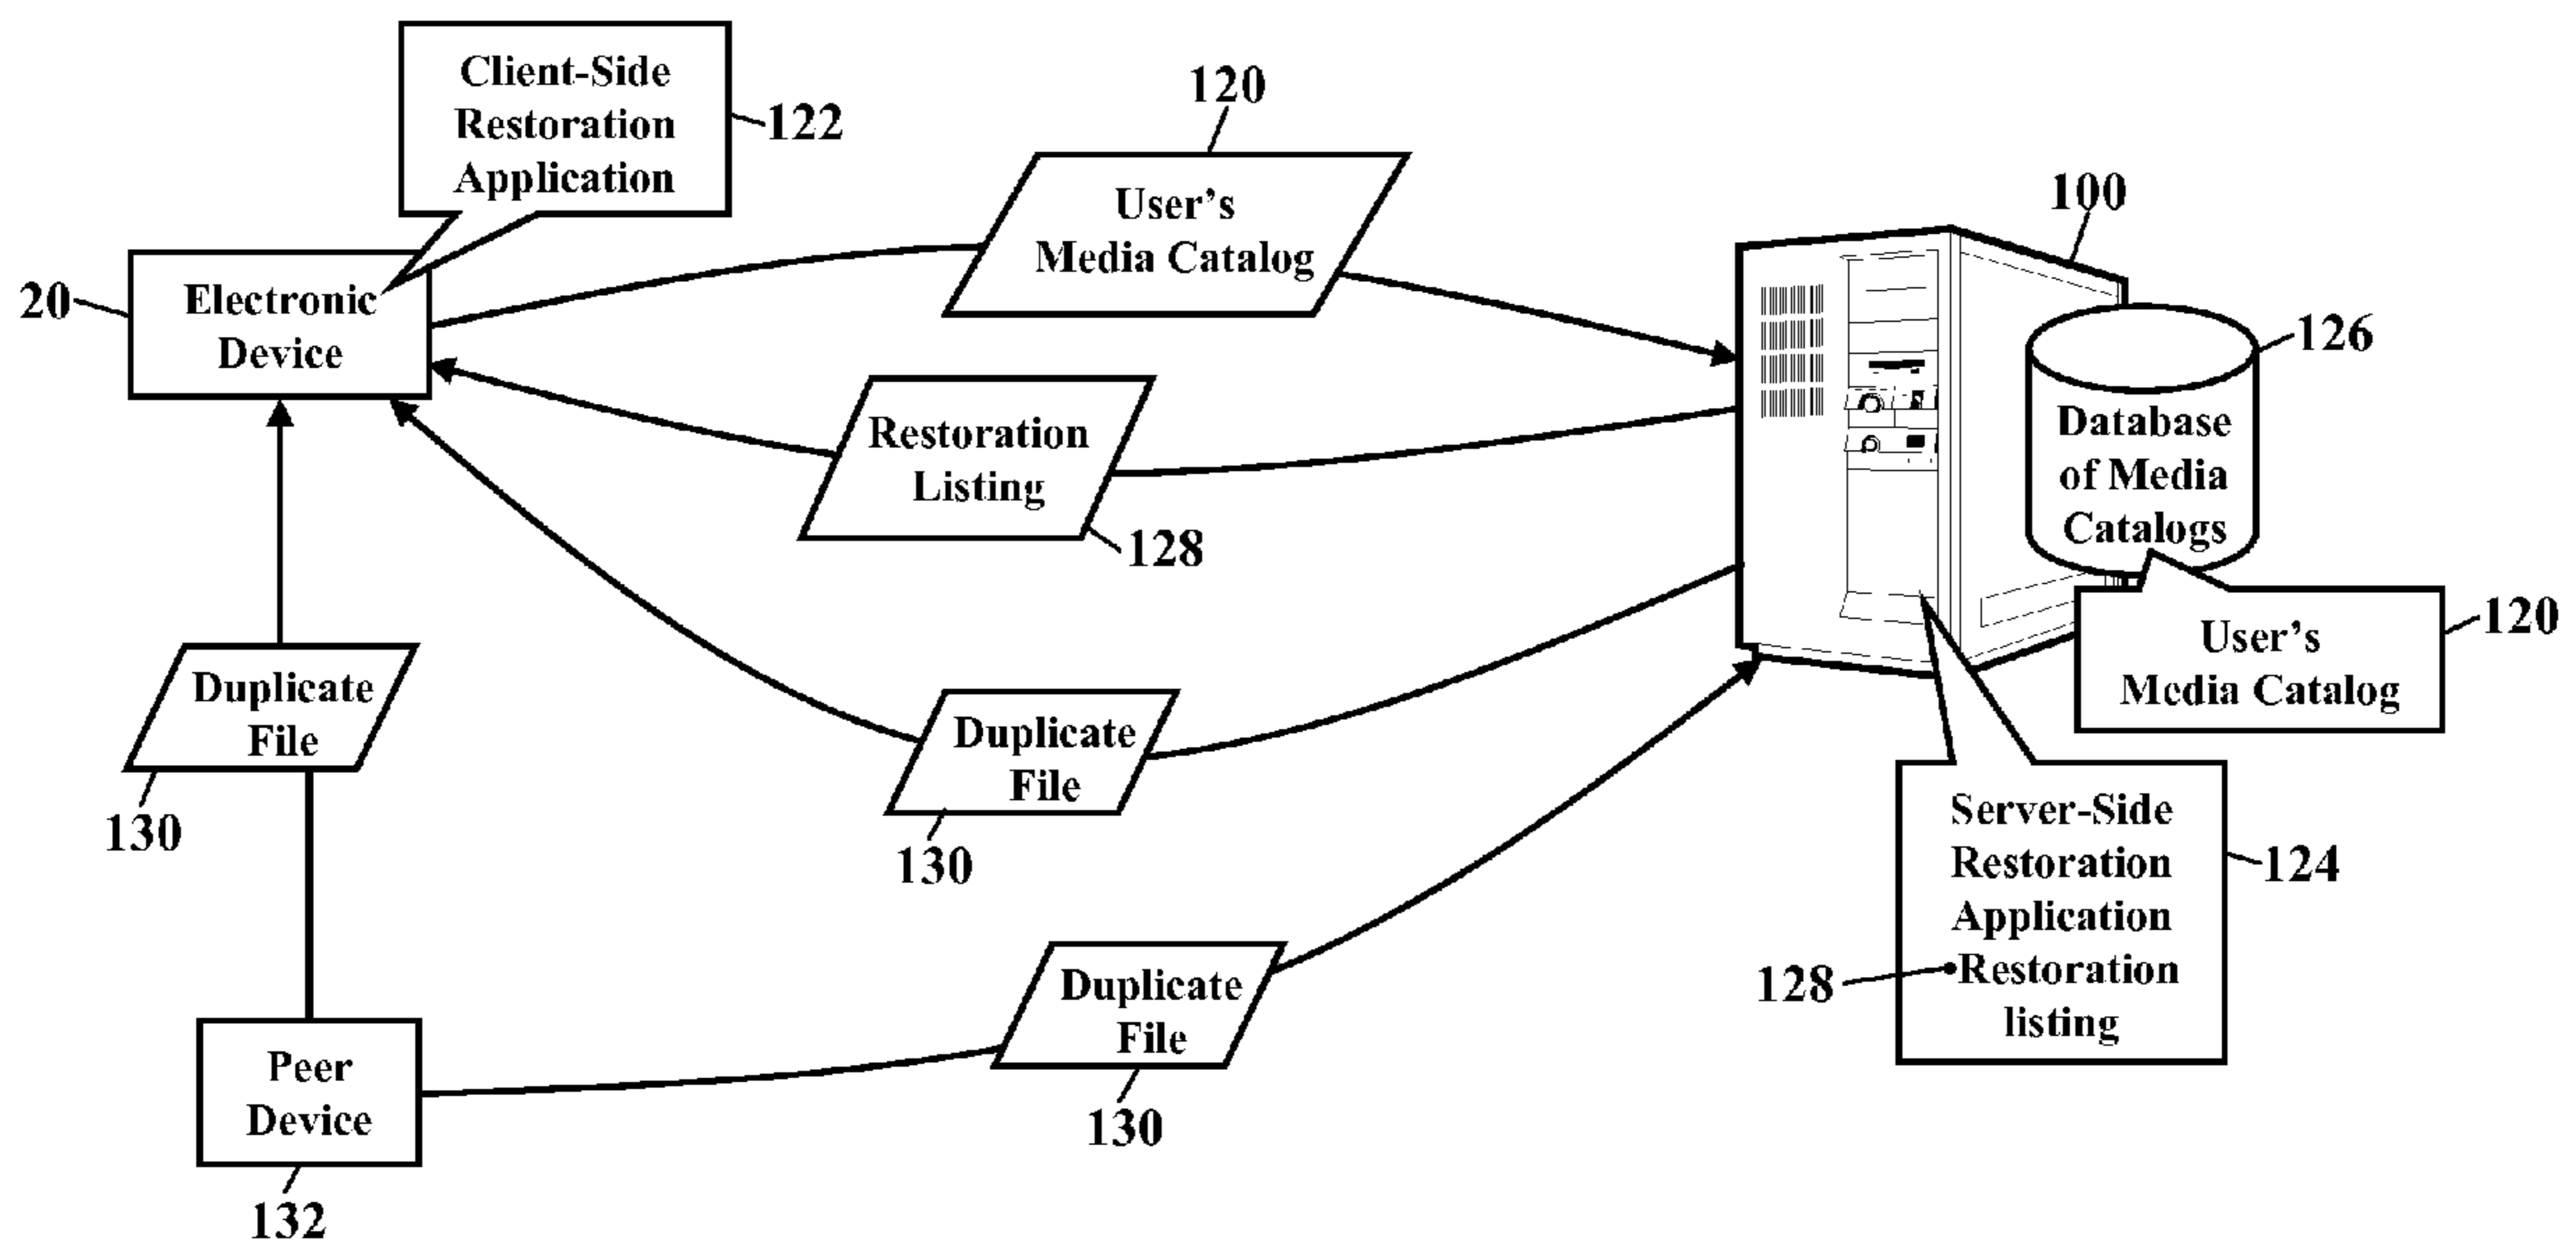 Client-Side
Restoration
Application
122
120
User's
Media Catalog
100
20
Electronic
Device
126
Database
of Media
Catalogs
Restoration
Listing
128
120
User's
Media Catalog
Duplicate
File
130
Duplicate
File
130
Server-Side
Restoration
Application
•Restoration
listing
124
128
Duplicate
File
130
Peer
Device
132